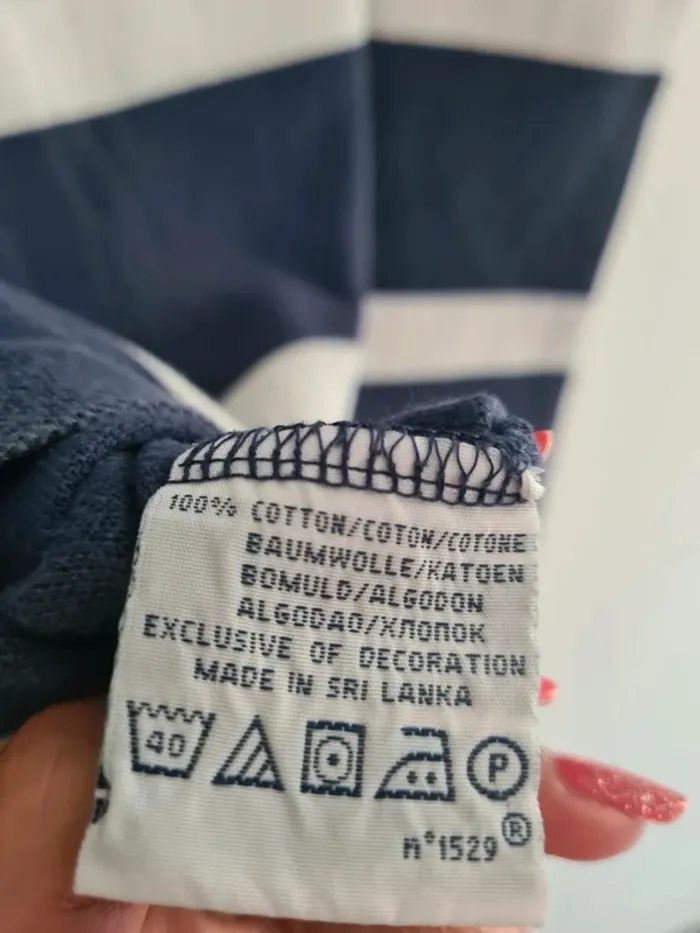 100% COTTON/COTON/COTONE
BAUMWOLLE/KATOEN
BOMULD/ALGODON
ALGODAO/ХЛОПОК
EXCLUSIVE OF DECORATION
MADE IN SRI LANKA
40 P
n°1529®